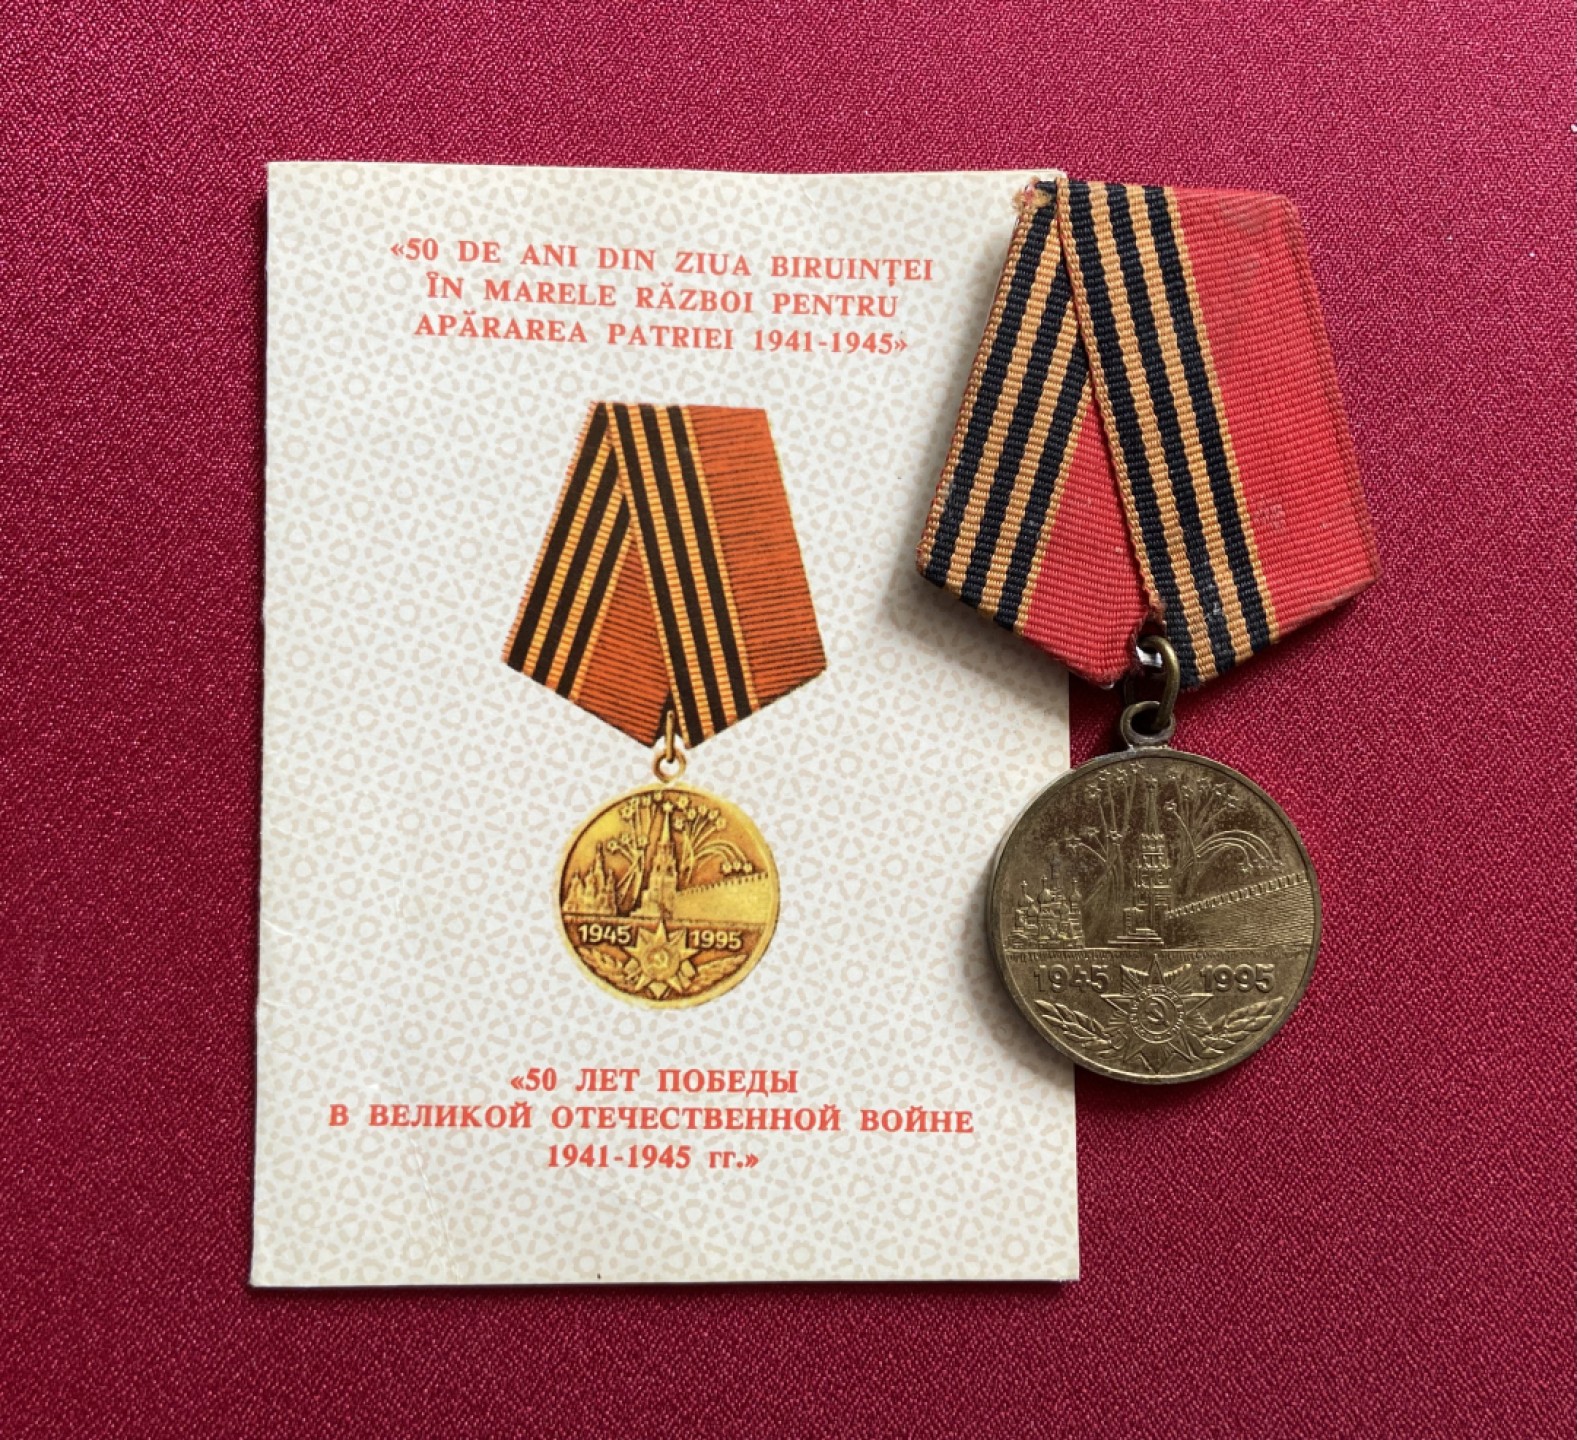 «50 DE ANI DIN ZIUA BIRUINȚEI
ÎN MARELE RĂZBOI PENTRU
APĂRAREA PATRIEI 1941-1945»
1945 1995
«50 ЛЕТ ПОБЕДЫ
В ВЕЛИКОЙ ОТЕЧЕСТВЕННОЙ ВОЙНЕ
1941-1945 гг.»
1945 1995